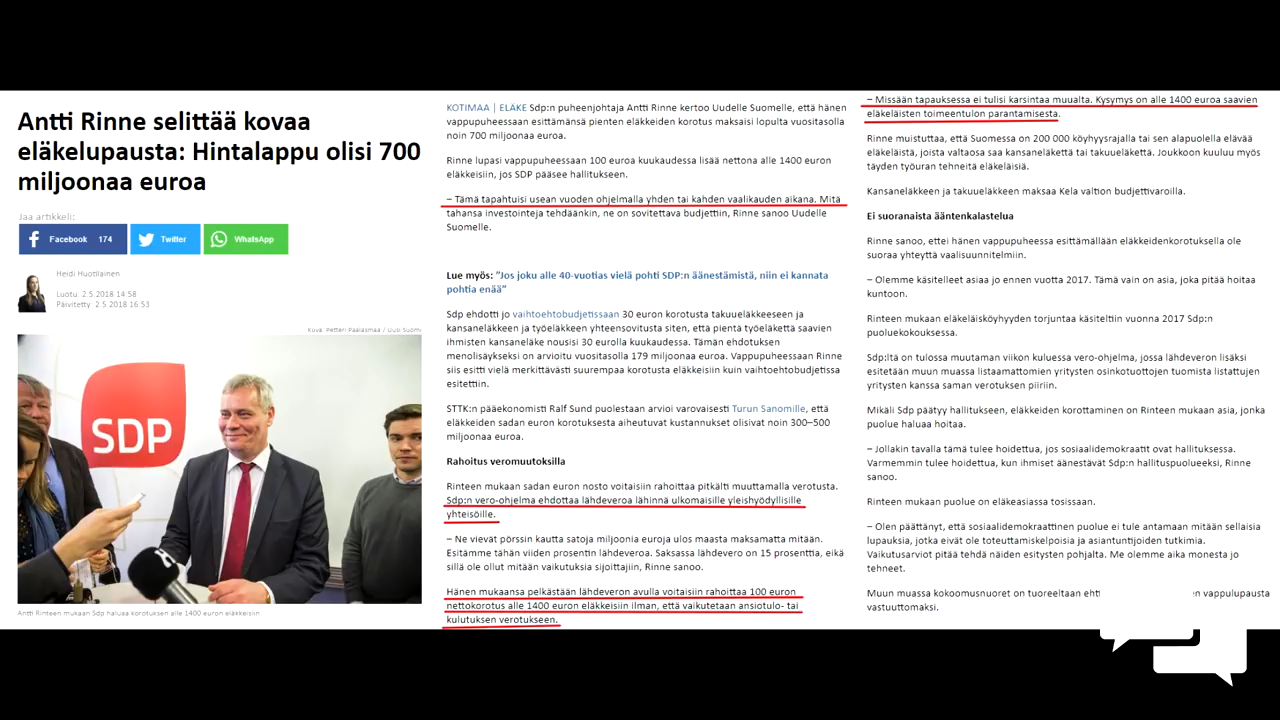 Antti Rinne selittää kovaa
eläkelupausta: Hintalappu olisi 700
miljoonaa euroa
Jaa artikkeli:
Facebook 174
Twitter
WhatsApp
Heidi Huotilainen
Luotu 2.5.2018 14:58
Päivitetty 2.5.2018 16:53
Kuva: Petteri Paalasmaa / Uusi Suomi
SDP
Antti Rinteen mukaan Sdp haluaa korotuksen alle 1400 euron eläkkeisiin.
KOTIMAA | ELÄKE Sdp:n puheenjohtaja Antti Rinne kertoo Uudelle Suomelle, että hänen
vappupuheessaan esittämänsä pienten eläkkeiden korotus maksaisi lopulta vuositasolla
noin 700 miljoonaa euroa.
Rinne lupasi vappupuheessaan 100 euroa kuukaudessa lisää nettona alle 1400 euron
eläkkeisiin, jos SDP pääsee hallitukseen.
– Tämä tapahtuisi usean vuoden ohjelmalla yhden tai kahden vaalikauden aikana. Mitä
tahansa investointeja tehdäänkin, ne on sovitettava budjettiin, Rinne sanoo Uudelle
Suomelle.
Lue myös: ”Jos joku alle 40-vuotias vielä pohti SDP:n äänestämistä, niin ei kannata
pohtia enää”
Sdp ehdotti jo vaihtoehtobudjetissaan 30 euron korotusta takuueläkkeeseen ja
kansaneläkkeen ja työeläkkeen yhteensovitusta siten, että pientä työeläkettä saavien
ihmisten kansaneläke nousisi 30 eurolla kuukaudessa. Tämän ehdotuksen
menolisäykseksi on arvioitu vuositasolla 179 miljoonaa euroa. Vappupuheessaan Rinne
siis esitti vielä merkittävästi suurempaa korotusta eläkkeisiin kuin vaihtoehtobudjetissa
esitettiin.
STTK:n pääekonomisti Ralf Sund puolestaan arvioi varovaisesti Turun Sanomille, että
eläkkeiden sadan euron korotuksesta aiheutuvat kustannukset olisivat noin 300–500
miljoonaa euroa.
Rahoitus veromuutoksilla
Rinteen mukaan sadan euron nosto voitaisiin rahoittaa pitkälti muuttamalla verotusta.
Sdp:n vero-ohjelma ehdottaa lähdeveroa lähinnä ulkomaisille yleishyödyllisille
yhteisöille.
– Ne vievät pörssin kautta satoja miljoonia euroja ulos maasta maksamatta mitään.
Esitämme tähän viiden prosentin lähdeveroa. Saksassa lähdevero on 15 prosenttia, eikä
sillä ole ollut mitään vaikutuksia sijoittajiin, Rinne sanoo.
Hänen mukaansa pelkästään lähdeveron avulla voitaisiin rahoittaa 100 euron
nettokorotus alle 1400 euron eläkkeisiin ilman, että vaikutetaan ansiotulo- tai
kulutuksen verotukseen.
– Missään tapauksessa ei tulisi karsintaa muualta. Kysymys on alle 1400 euroa saavien
eläkeläisten toimeentulon parantamisesta.
Rinne muistuttaa, että Suomessa on 200 000 köyhyysrajalla tai sen alapuolella elävää
eläkeläistä, joista valtaosa saa kansaneläkettä tai takuueläkettä. Joukkoon kuuluu myös
täyden työuran tehneitä eläkeläisiä.
Kansaneläkkeen ja takuueläkkeen maksaa Kela valtion budjettivaroilla.
Ei suoranaista ääntenkalastelua
Rinne sanoo, ettei hänen vappupuheessa esittämällään eläkkeidenkorotuksella ole
suoraa yhteyttä vaalisuunnitelmiin.
– Olemme käsitelleet asiaa jo ennen vuotta 2017. Tämä vain on asia, joka pitää hoitaa
kuntoon.
Rinteen mukaan eläkeläisköyhyyden torjuntaa käsiteltiin vuonna 2017 Sdp:n
puoluekokouksessa.
Sdp:ltä on tulossa muutaman viikon kuluessa vero-ohjelma, jossa lähdeveron lisäksi
esitetään muun muassa listaamattomien yritysten osinkotuottojen tuomista listattujen
yritysten kanssa saman verotuksen piiriin.
Mikäli Sdp päätyy hallitukseen, eläkkeiden korottaminen on Rinteen mukaan asia, jonka
puolue haluaa hoitaa.
– Jollakin tavalla tämä tulee hoidettua, jos sosiaalidemokraatit ovat hallituksessa.
Varmemmin tulee hoidettua, kun ihmiset äänestävät Sdp:n hallituspuolueeksi, Rinne
sanoo.
Rinteen mukaan puolue on eläkeasiassa tosissaan.
– Olen päättänyt, että sosiaalidemokraattinen puolue ei tule antamaan mitään sellaisia
lupauksia, jotka eivät ole toteuttamiskelpoisia ja asiantuntijoiden tutkimia.
Vaikutusarviot pitää tehdä näiden esitysten pohjalta. Me olemme aika monesta jo
tehneet.
Muun muassa kokoomusnuoret on tuoreeltaan vappulupausta
vastuuttomaksi.